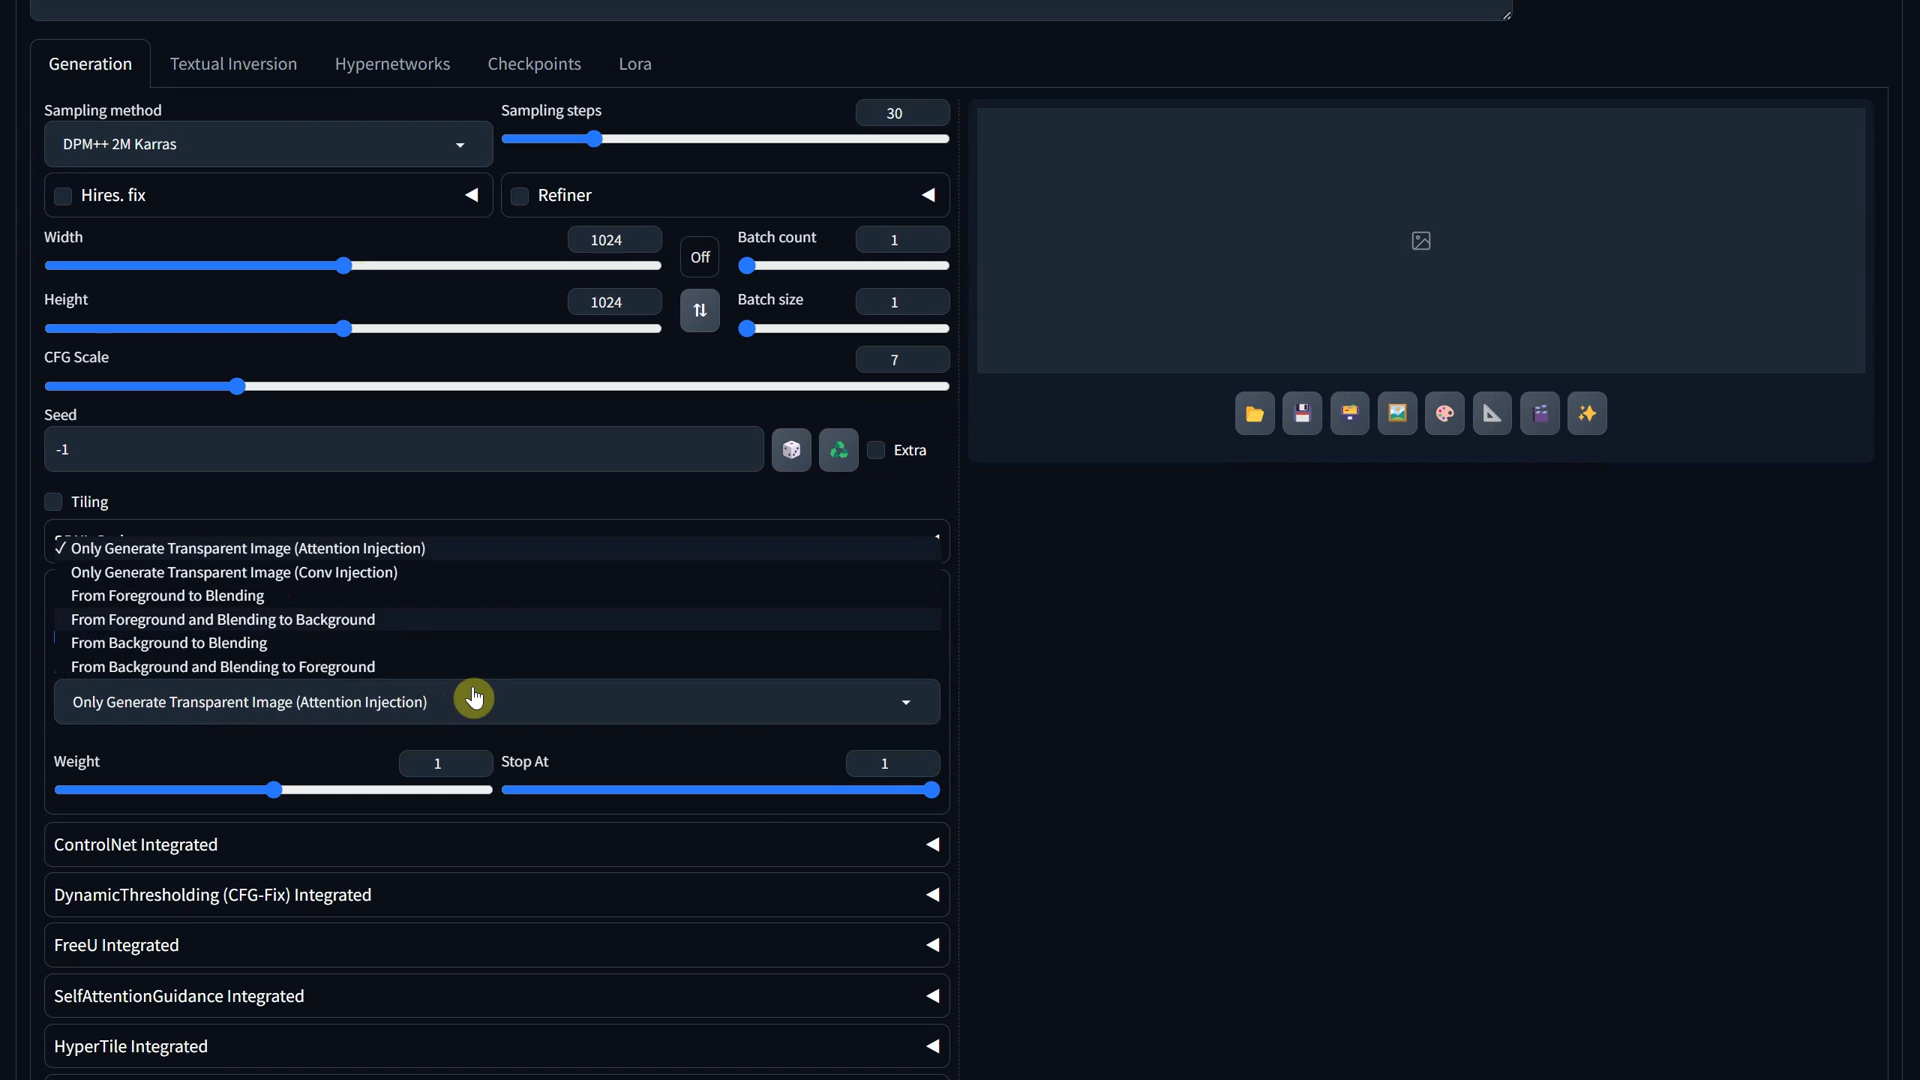 Generation Textual Inversion Hypernetworks Checkpoints Lora
Sampling method
DPM++ 2M Karras
Sampling steps
30
Hires. fix
Refiner
Width
1024
Off
Batch count
1
Height
1024
Batch size
1
CFG Scale
7
Seed
-1
Extra
Tiling
✓ Only Generate Transparent Image (Attention Injection)
Only Generate Transparent Image (Conv Injection)
From Foreground to Blending
From Foreground and Blending to Background
From Background to Blending
From Background and Blending to Foreground
Only Generate Transparent Image (Attention Injection)
Weight
1
Stop At
1
ControlNet Integrated
DynamicThresholding (CFG-Fix) Integrated
FreeU Integrated
SelfAttentionGuidance Integrated
HyperTile Integrated